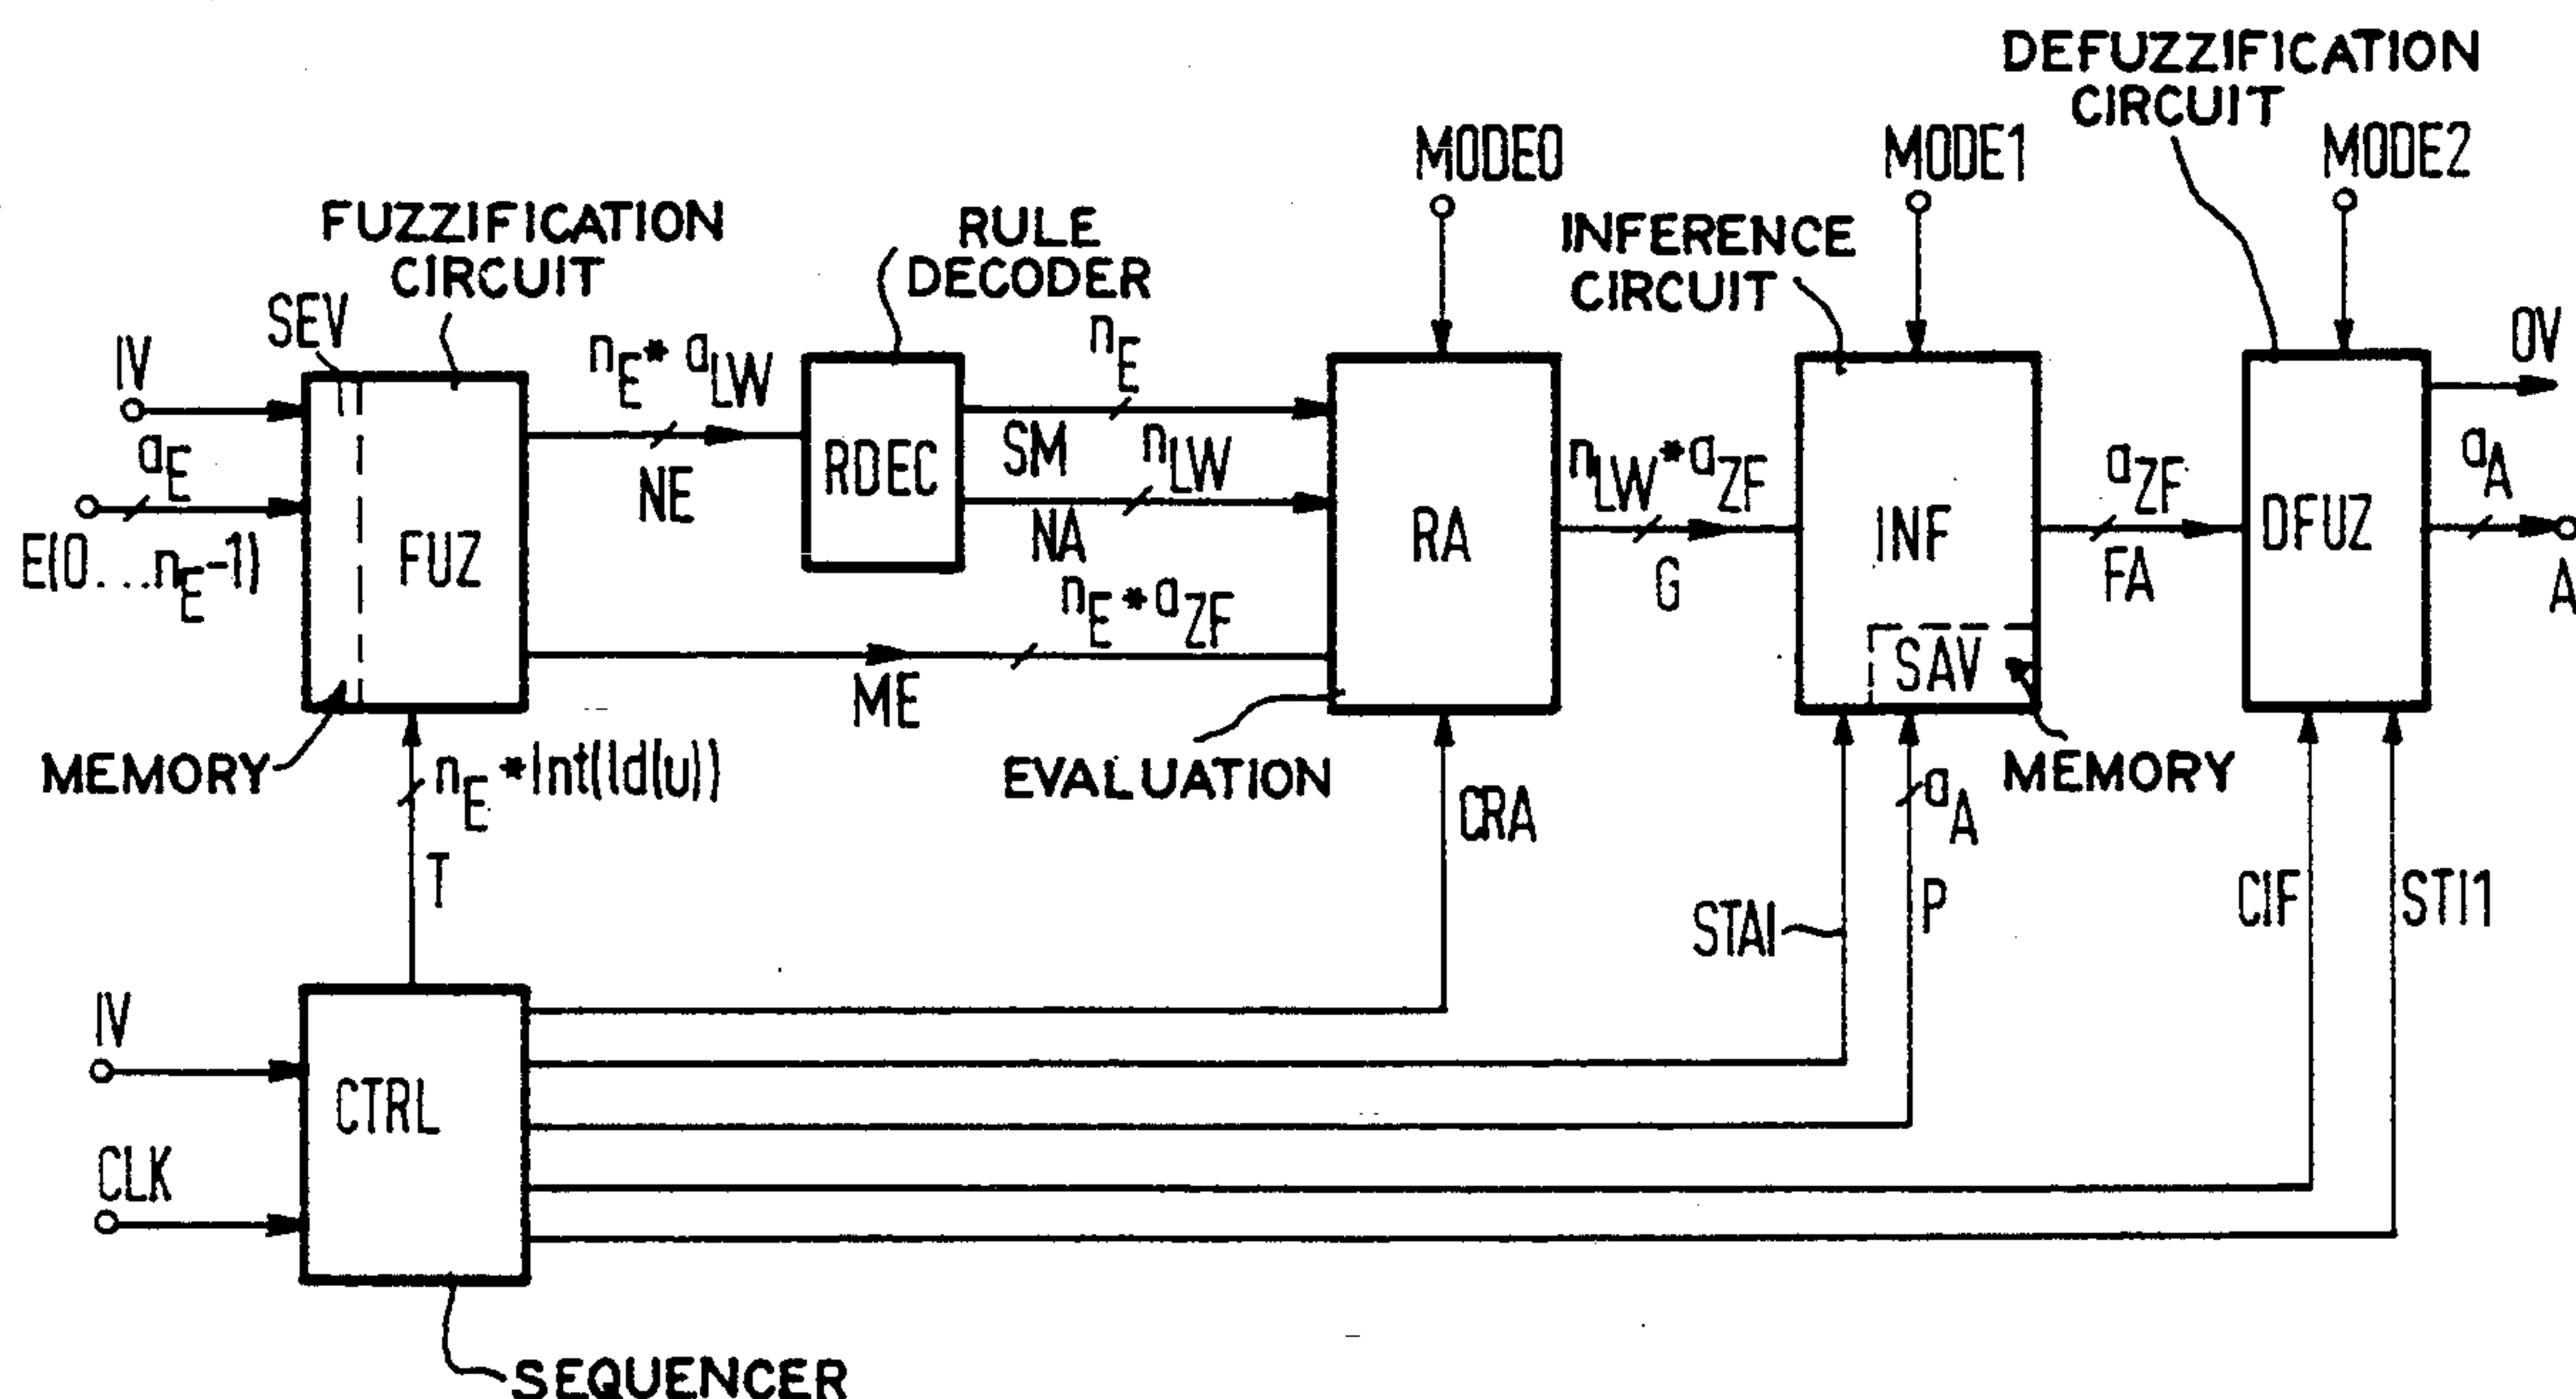 DEFUZZIFICATION
CIRCUIT
MODE0
MODE1
MODE2
FUZZIFICATION
CIRCUIT
RULE
DECODER
INFERENCE
CIRCUIT
SEV
IV
aE
E(0...nE-1)
FUZ
MEMORY
nE* aLW
NE
RDEC
nE
SM
nLW
NA
nE*aZF
ME
RA
EVALUATION
nLW*aZF
G
INF
SAV
MEMORY
aZF
FA
DFUZ
OV
aA
A
nE*Int(ld(u))
T
CRA
STAI
aA
P
CIF
STI1
IV
CLK
CTRL
SEQUENCER